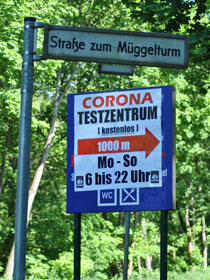 Straße zum Müggelturm
CORONA
TESTZENTRUM
(kostenlos)
1000 m
Mo - So
6 bis 22 Uhr
WC